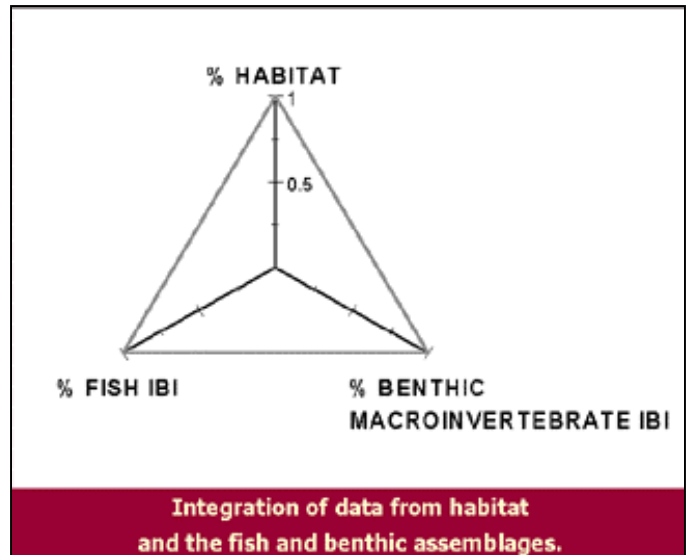 % HABITAT
1
0.5
% FISH IBI
% BENTHIC
MACROINVERTEBRATE IBI
Integration of data from habitat
and the fish and benthic assemblages.